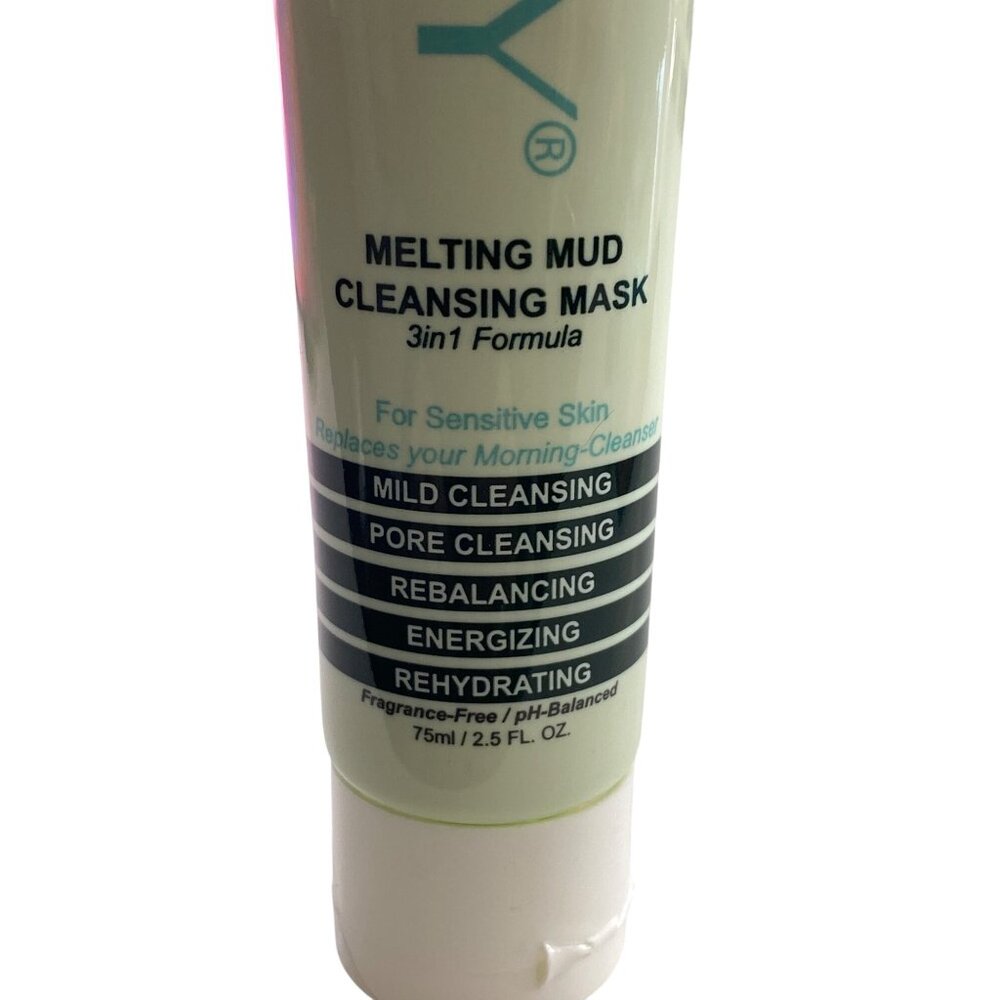 Y®
MELTING MUD
CLEANSING MASK
3in1 Formula
For Sensitive Skin
Replaces your Morning-Cleanser
MILD CLEANSING
PORE CLEANSING
REBALANCING
ENERGIZING
REHYDRATING
Fragrance-Free / pH-Balanced
75ml / 2.5 FL. OZ.